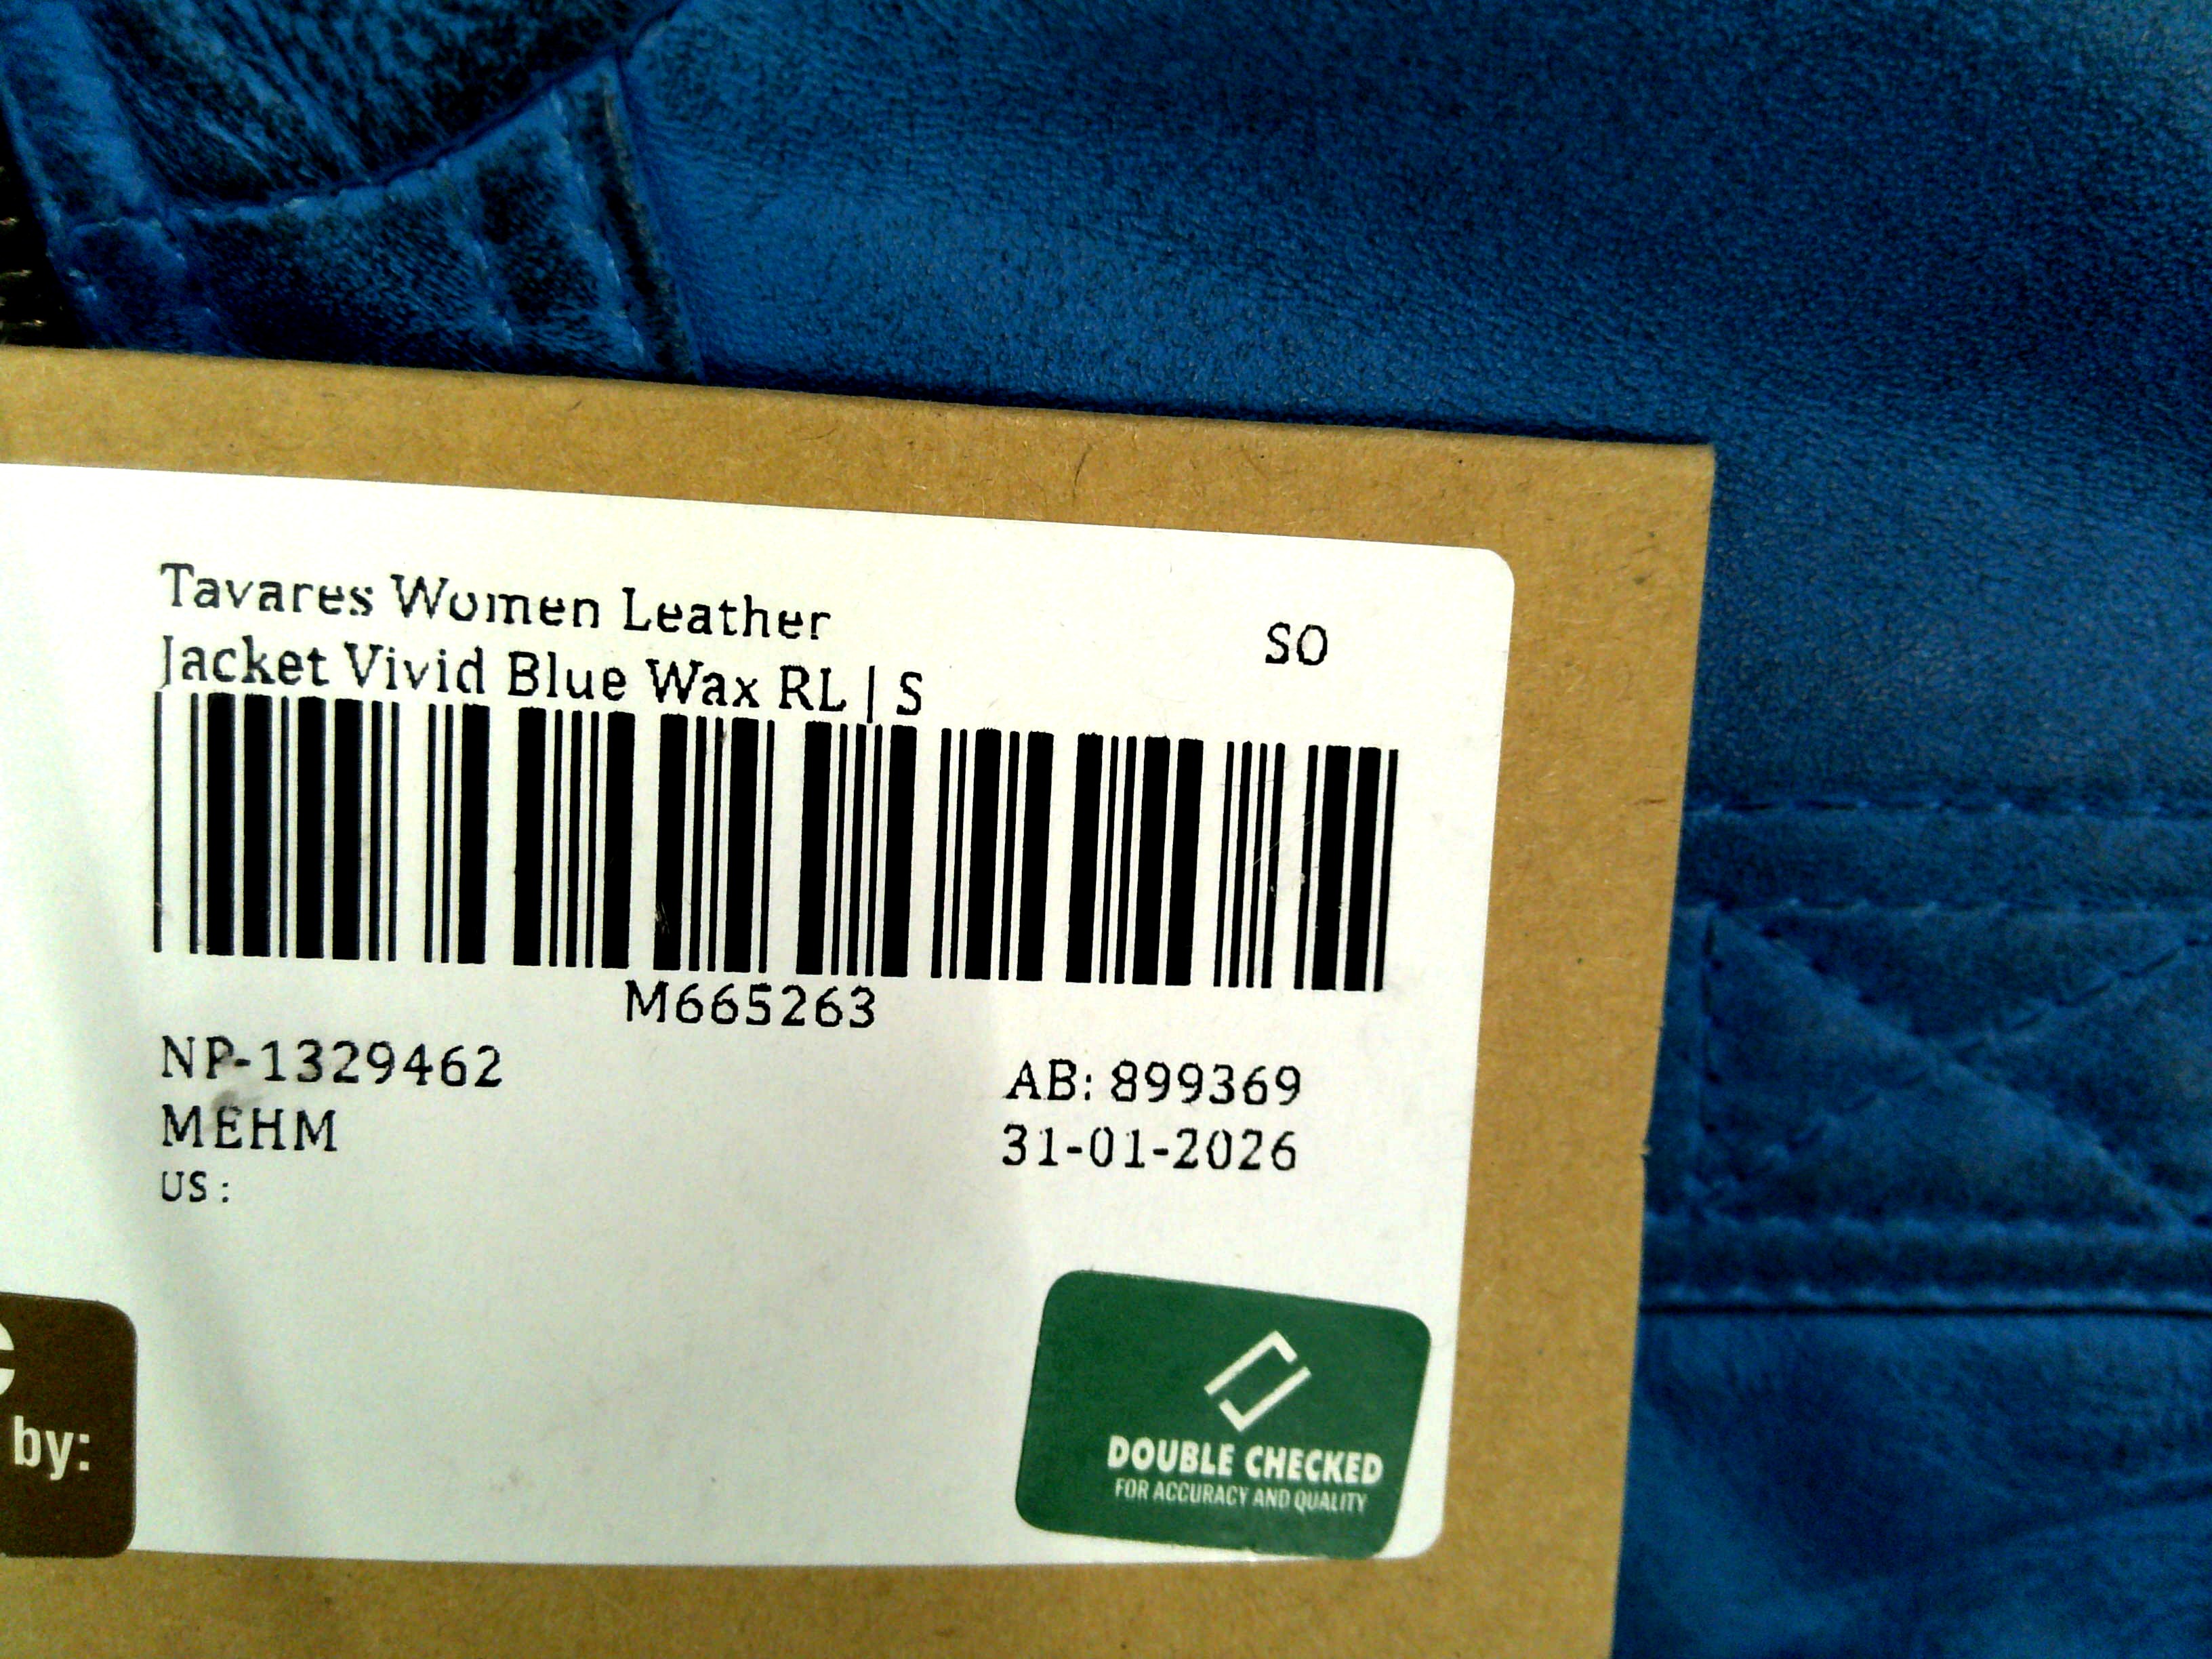 Tavares Women Leather
SO
Jacket Vivid Blue Wax RL | S
M665263
NP-1329462
AB: 899369
MEHM
31-01-2026
US :
by:
DOUBLE CHECKED
FOR ACCURACY AND QUALITY